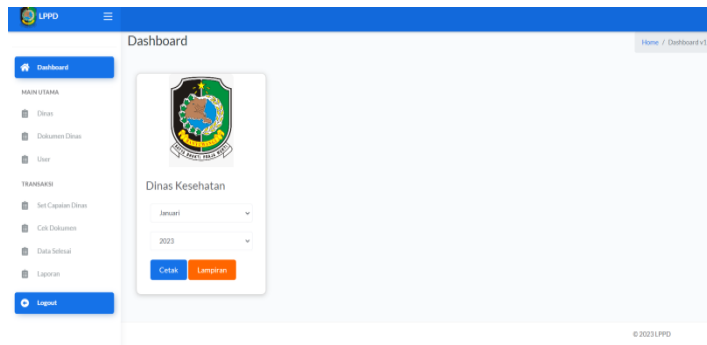 LPPD
Dashboard
Home / Dashboard v1
Dashboard
MAIN UTAMA
Dinas
Dokumen Dinas
User
TRANSAKSI
Set Capaian Dinas
Cek Dokumen
Data Selesai
Laporan
Logout
Dinas Kesehatan
Januari
2023
Cetak Lampiran
© 2023 LPPD